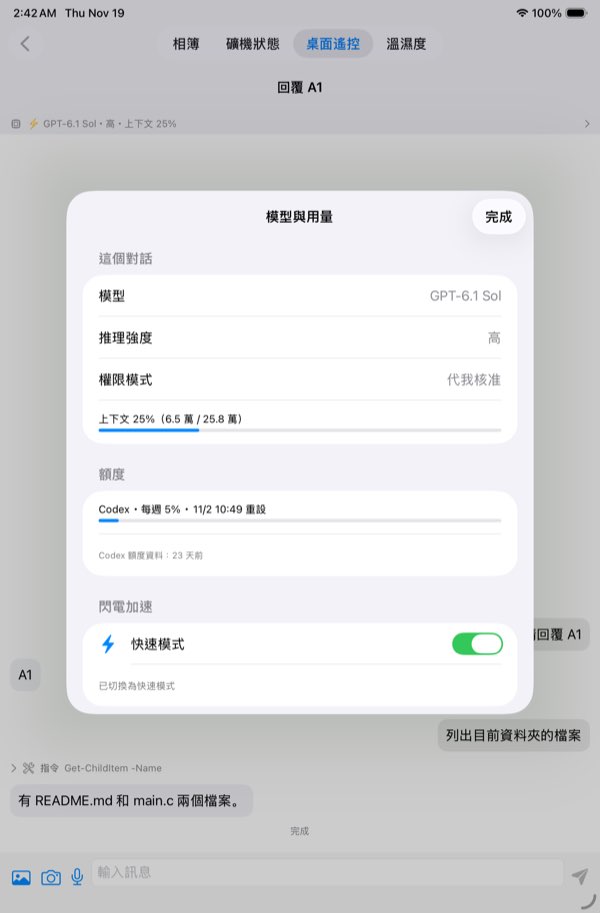 2:42 AM Thu Nov 19
100%
相簿 礦機狀態 桌面遙控 溫濕度
回覆 A1
GPT-6.1 Sol・高・上下文 25%
模型與用量
完成
這個對話
模型 GPT-6.1 Sol
推理強度 高
權限模式 代我核准
上下文 25%（6.5 萬 / 25.8 萬）
額度
Codex・每週 5%・11/2 10:49 重設
Codex 額度資料：23 天前
閃電加速
快速模式
已切換為快速模式
回覆 A1
A1
列出目前資料夾的檔案
指令 Get-ChildItem -Name
有 README.md 和 main.c 兩個檔案。
完成
輸入訊息